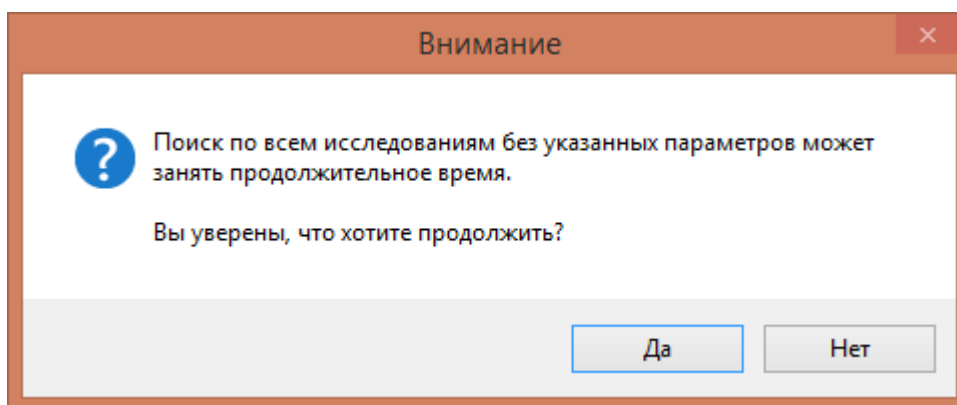 Внимание
Поиск по всем исследованиям без указанных параметров может
занять продолжительное время.
Вы уверены, что хотите продолжить?
Да
Нет